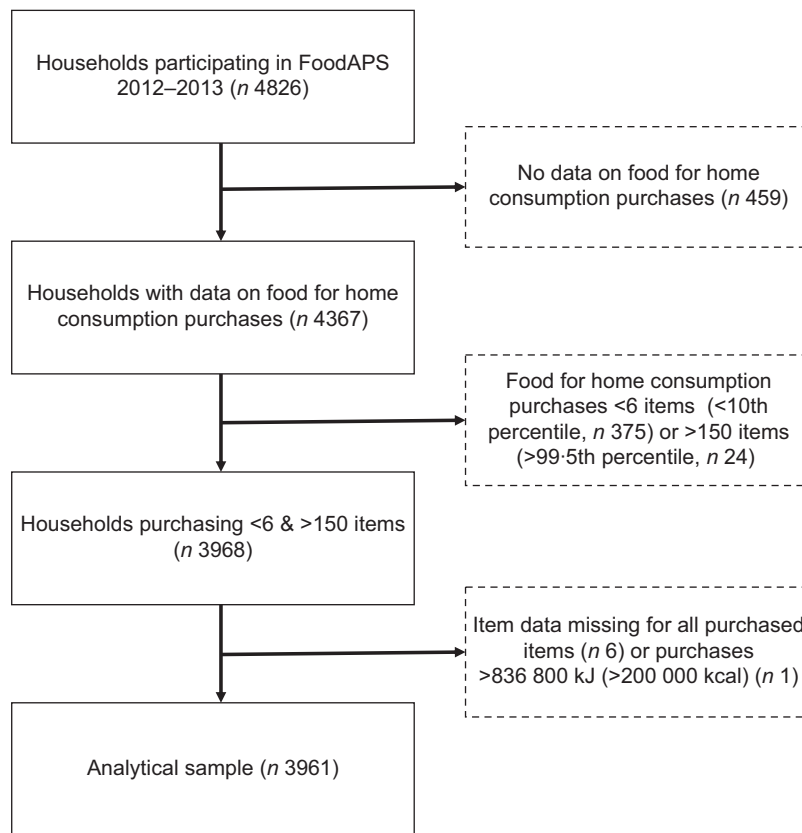 Households participating in FoodAPS
2012–2013 (n 4826)
No data on food for home
consumption purchases (n 459)
Households with data on food for home
consumption purchases (n 4367)
Food for home consumption
purchases <6 items (<10th
percentile, n 375) or >150 items
(>99·5th percentile, n 24)
Households purchasing <6 & >150 items
(n 3968)
Item data missing for all purchased
items (n 6) or purchases
>836 800 kJ (>200 000 kcal) (n 1)
Analytical sample (n 3961)